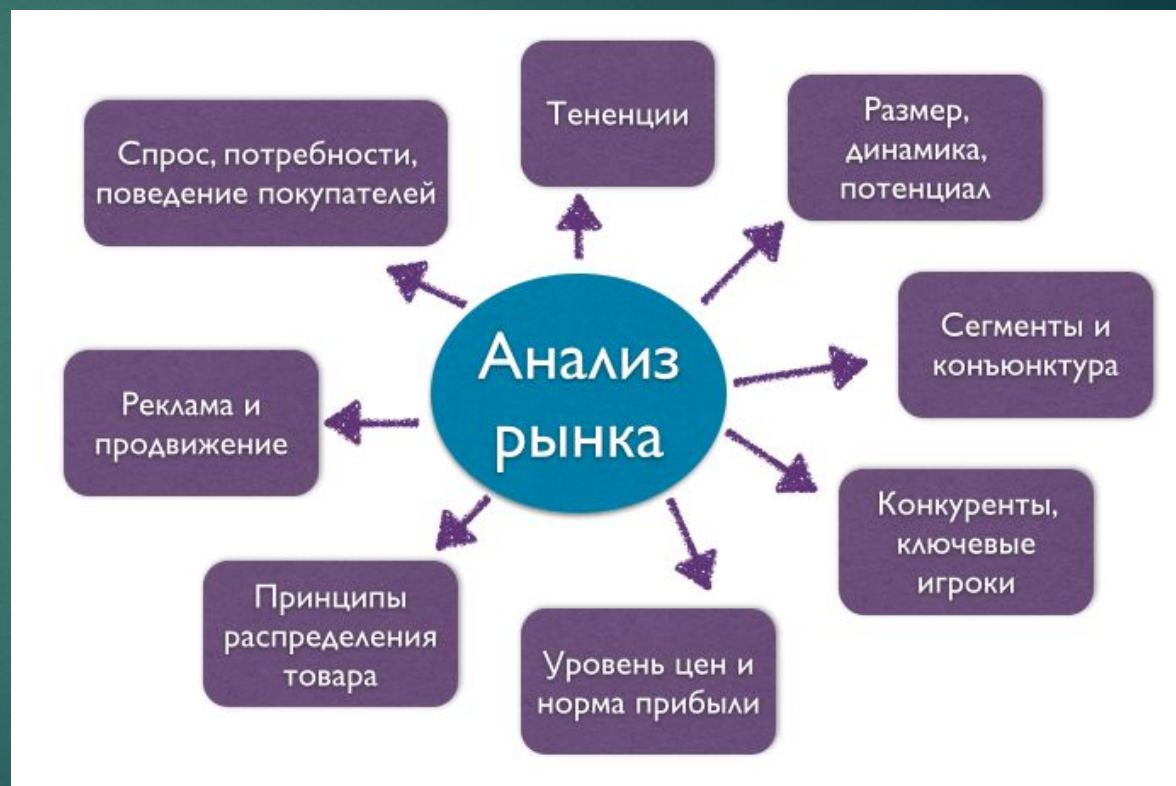 Тененции
Размер,
динамика,
потенциал
Спрос, потребности,
поведение покупателей
Сегменты и
конъюнктура
Анализ
рынка
Реклама и
продвижение
Конкуренты,
ключевые
игроки
Принципы
распределения
товара
Уровень цен и
норма прибыли